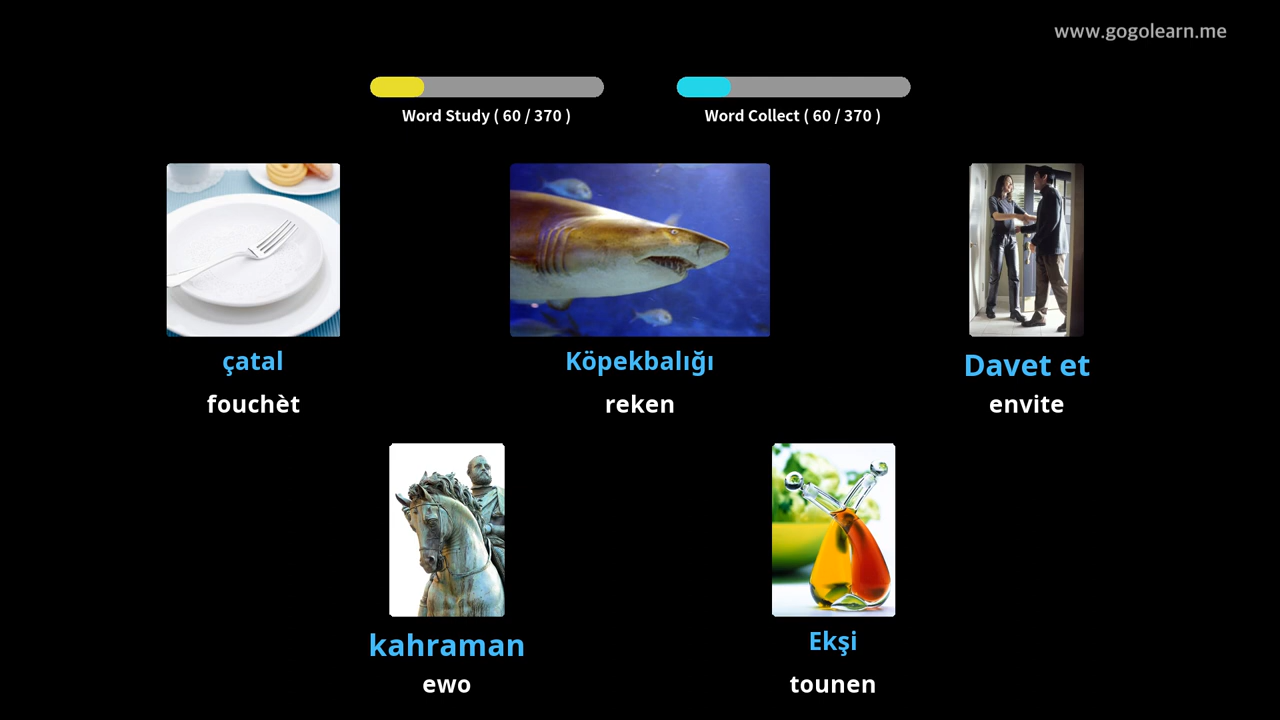 www.gogolearn.me
Word Study ( 60 / 370 )
Word Collect ( 60 / 370 )
çatal
fouchèt
Köpekbalığı
reken
Davet et
envite
kahraman
ewo
Ekşi
tounen